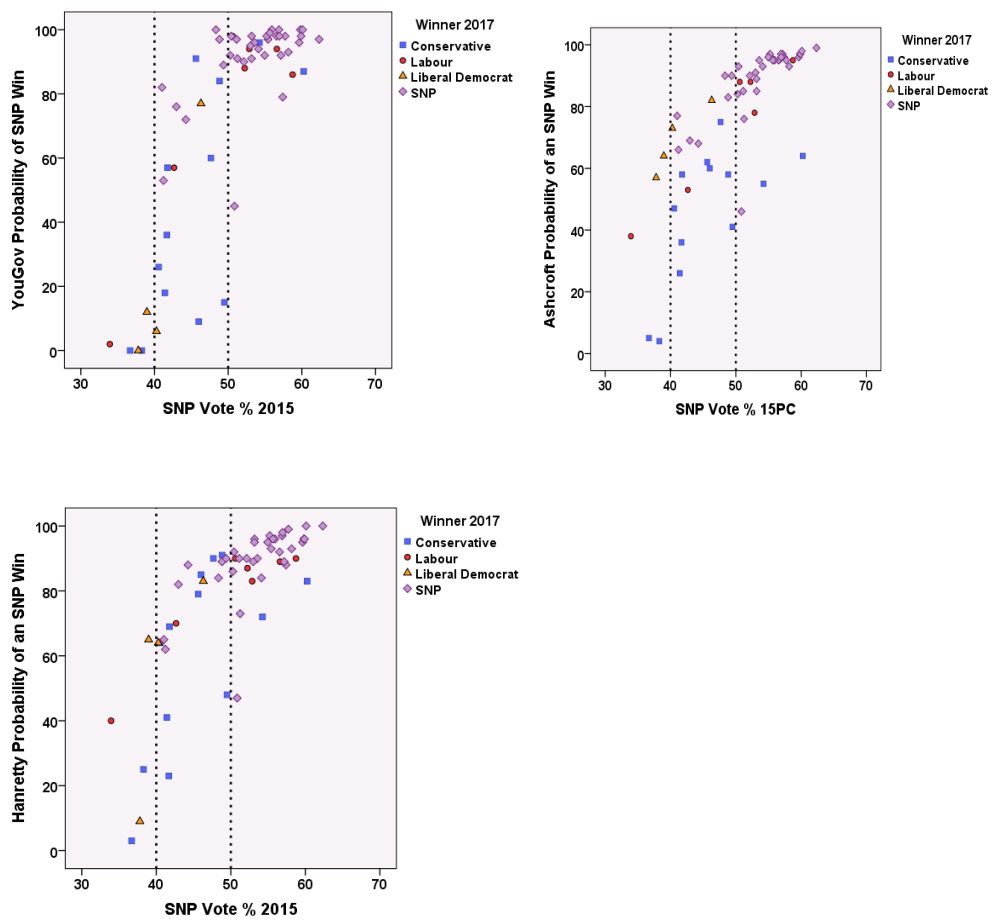 Winner 2017
Conservative
Labour
Liberal Democrat
SNP
YouGov Probability of SNP Win
100
80
60
40
20
0
30 40 50 60 70
SNP Vote % 2015
Winner 2017
Conservative
Labour
Liberal Democrat
SNP
Ashcroft Probability of an SNP Win
100
80
60
40
20
0
30 40 50 60 70
SNP Vote % 15PC
Winner 2017
Conservative
Labour
Liberal Democrat
SNP
Hanretty Probability of an SNP Win
100
80
60
40
20
0
30 40 50 60 70
SNP Vote % 2015